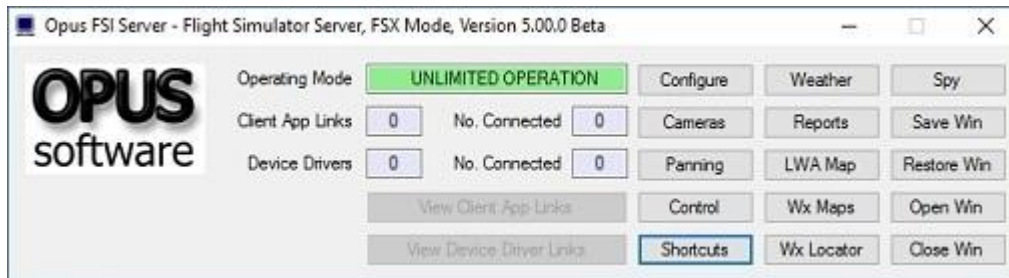 Opus FSI Server - Flight Simulator Server, FSX Mode, Version 5.00.0 Beta
OPUS
software
Operating Mode UNLIMITED OPERATION Configure Weather Spy
Client App Links 0 No. Connected 0 Cameras Reports Save Win
Device Drivers 0 No. Connected 0 Panning LWA Map Restore Win
View Client App Links Control Wx Maps Open Win
View Device Driver Links Shortcuts Wx Locator Close Win